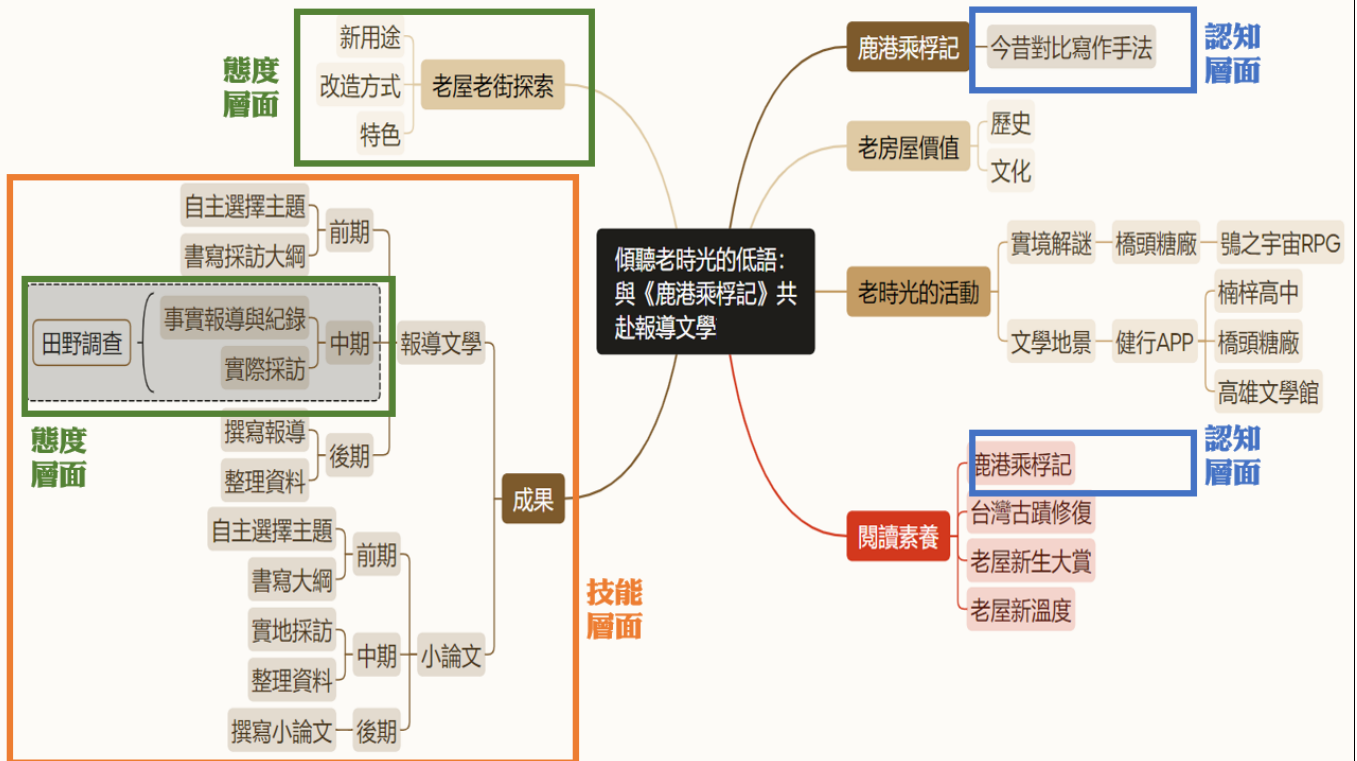 傾聽老時光的低語：
與《鹿港乘桴記》共
赴報導文學
鹿港乘桴記
今昔對比寫作手法
認知
層面
老房屋價值
歷史
文化
老時光的活動
實境解謎
橋頭糖廠
鴞之宇宙RPG
文學地景
健行APP
楠梓高中
橋頭糖廠
高雄文學館
閱讀素養
鹿港乘桴記
認知
層面
台灣古蹟修復
老屋新生大賞
老屋新溫度
態度
層面
老屋老街探索
新用途
改造方式
特色
成果
技能
層面
報導文學
前期
自主選擇主題
書寫採訪大綱
中期
事實報導與紀錄
實際採訪
田野調查
態度
層面
後期
撰寫報導
整理資料
小論文
前期
自主選擇主題
書寫大綱
中期
實地採訪
整理資料
後期
撰寫小論文